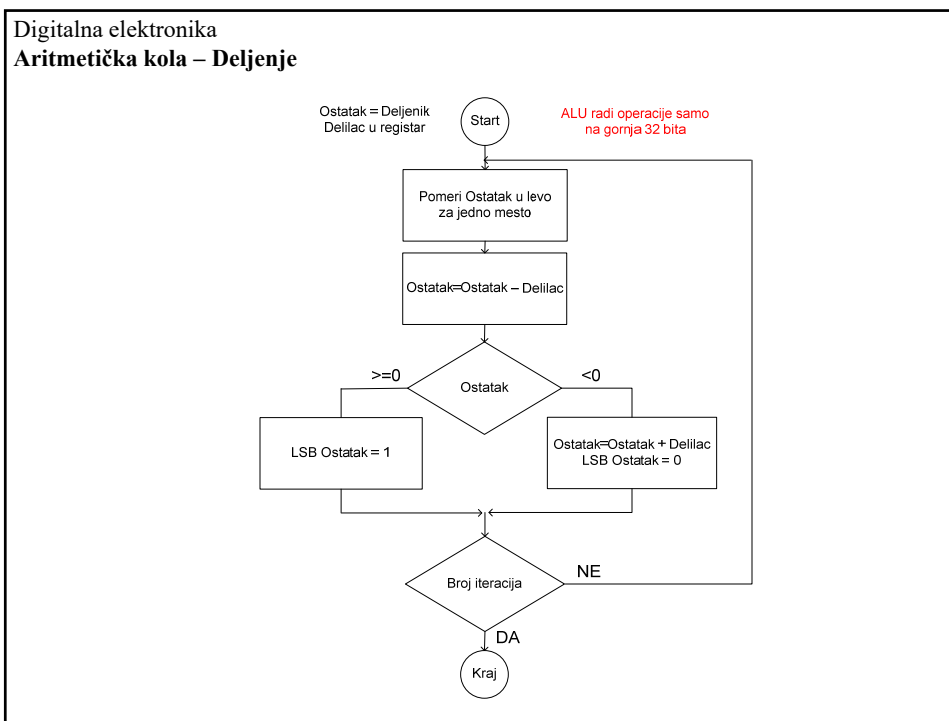 Digitalna elektronika
Aritmetička kola – Deljenje
Ostatak = Deljenik
Delilac u registar
Start
ALU radi operacije samo
na gornja 32 bita
Pomeri Ostatak u levo
za jedno mesto
Ostatak=Ostatak – Delilac
>=0
Ostatak
<0
LSB Ostatak = 1
Ostatak=Ostatak + Delilac
LSB Ostatak = 0
Broj iteracija
NE
DA
Kraj